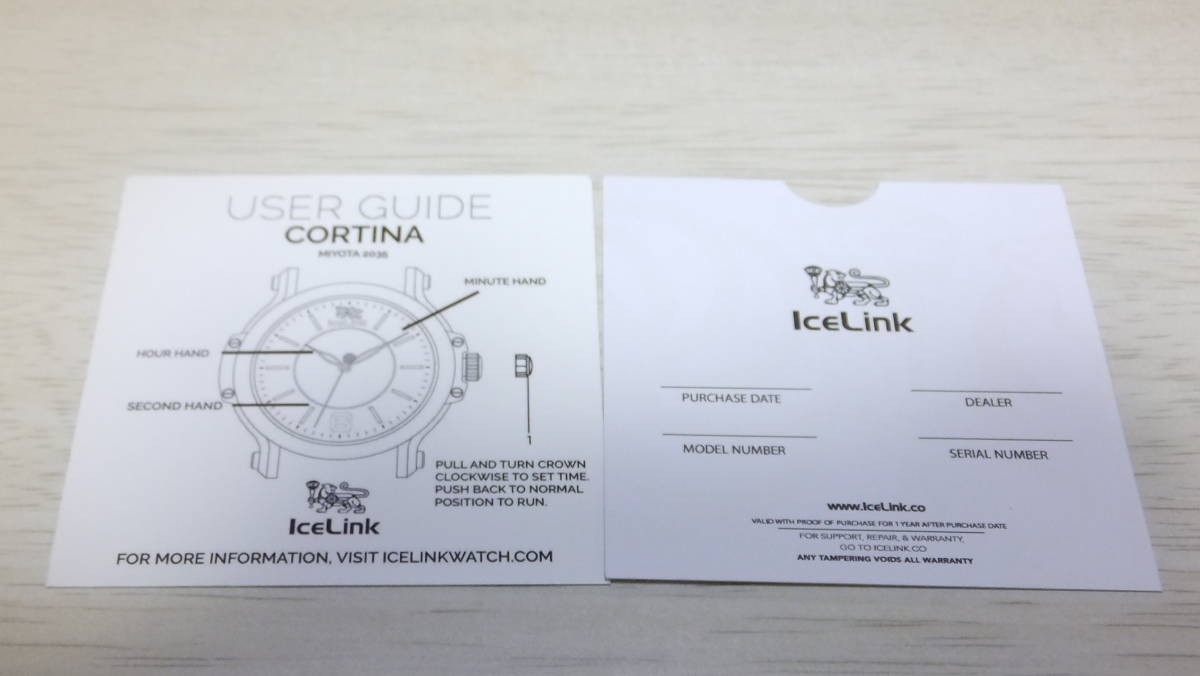 USER GUIDE
CORTINA
MIYOTA 2035
MINUTE HAND
HOUR HAND
SECOND HAND
1
PULL AND TURN CROWN
CLOCKWISE TO SET TIME.
PUSH BACK TO NORMAL
POSITION TO RUN.
IceLink
FOR MORE INFORMATION, VISIT ICELINKWATCH.COM
IceLink
PURCHASE DATE
DEALER
MODEL NUMBER
SERIAL NUMBER
www.IceLink.co
VALID WITH PROOF OF PURCHASE FOR 1 YEAR AFTER PURCHASE DATE
FOR SUPPORT, REPAIR, & WARRANTY,
GO TO ICELINK.CO
ANY TAMPERING VOIDS ALL WARRANTY